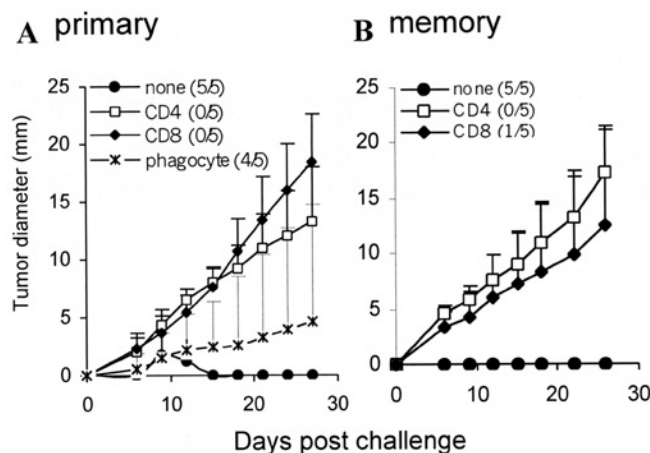 A primary
B memory
Tumor diameter (mm)
25
20
15
10
5
0
none (5/5)
CD4 (0/5)
CD8 (0/5)
phagocyte (4/5)
0 10 20 30
25
20
15
10
5
0
none (5/5)
CD4 (0/5)
CD8 (1/5)
0 10 20 30
Days post challenge